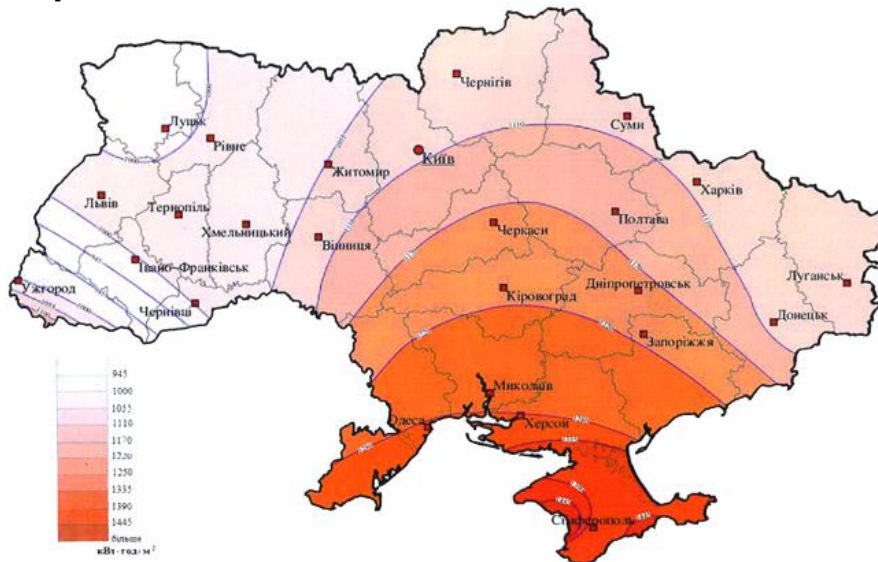 Чернігів
Луцьк
Суми
Рівне
Київ
Житомир
Харків
Львів
Тернопіль
Полтава
Хмельницький
Черкаси
Вінниця
Івано-Франківськ
Луганськ
Ужгород
Дніпропетровськ
Кіровоград
Чернівці
Донецьк
Запоріжжя
945
1000
1055
1110
1170
1220
1250
1335
1390
1445
більше
кВт·год/м²
Миколаїв
Одеса
Херсон